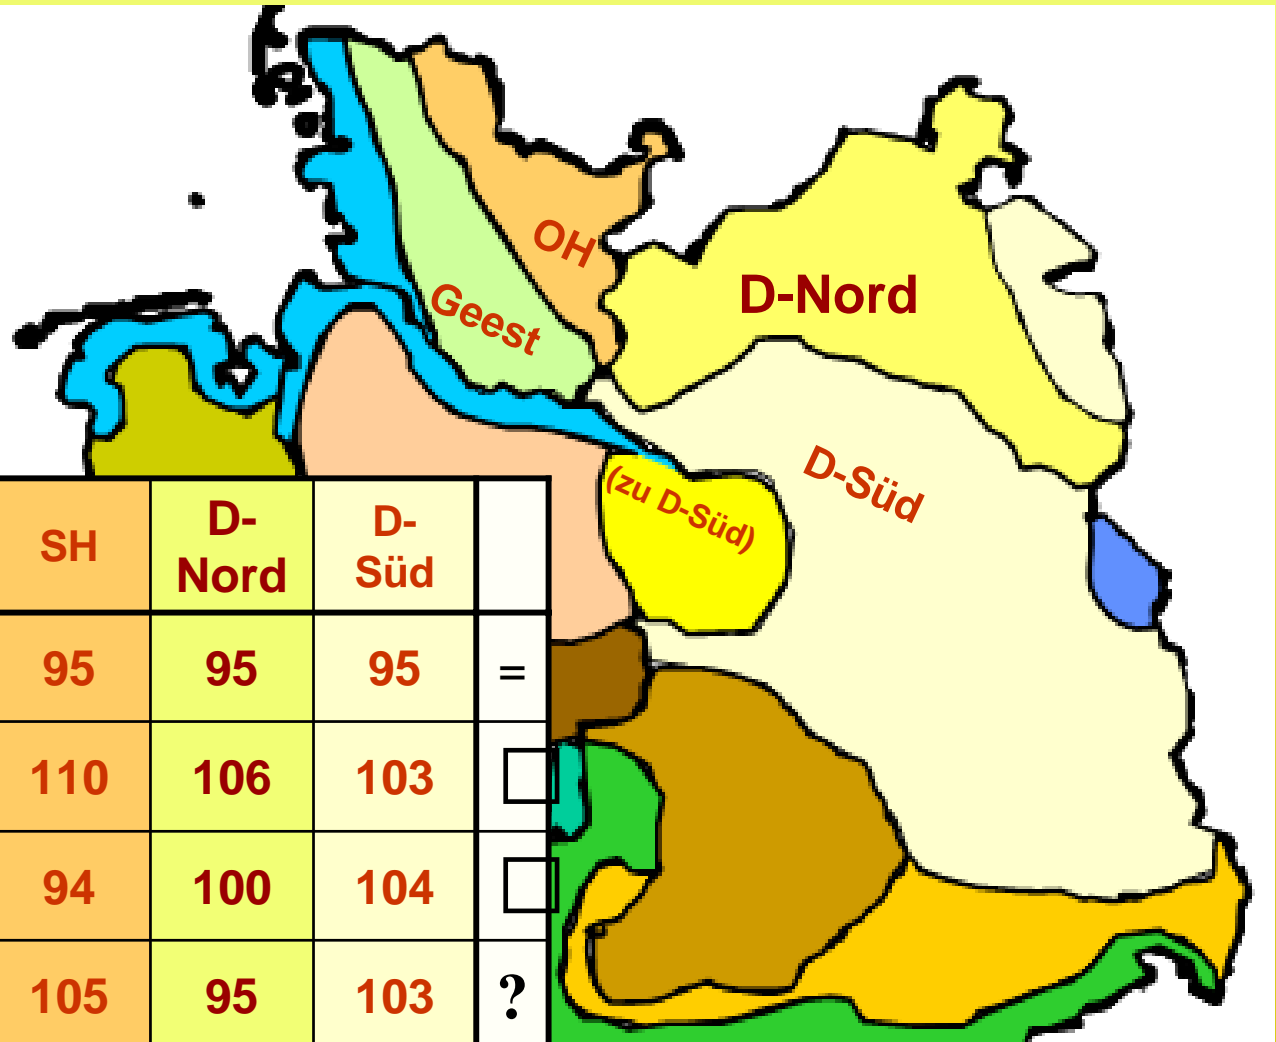 OH
Geest
D-Nord
D-Süd
(zu D-Süd)
SH D- D-
Nord Süd
95 95 95 =
110 106 103 □
94 100 104 □
105 95 103 ?